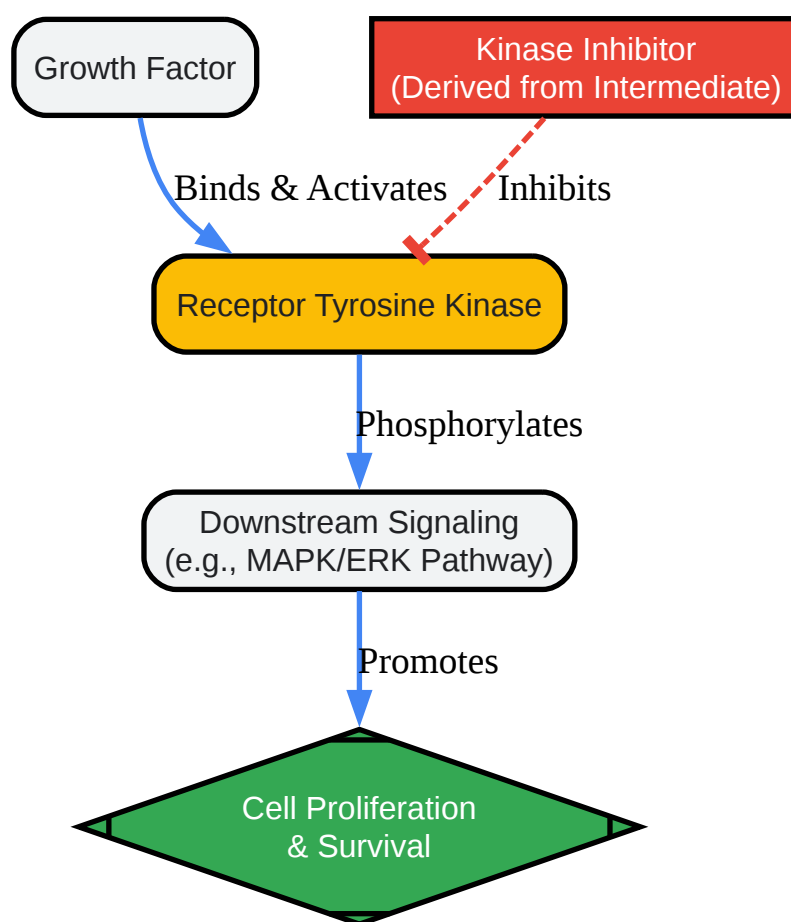 Growth Factor
Kinase Inhibitor
(Derived from Intermediate)
Binds & Activates
Inhibits
Receptor Tyrosine Kinase
Phosphorylates
Downstream Signaling
(e.g., MAPK/ERK Pathway)
Promotes
Cell Proliferation
& Survival